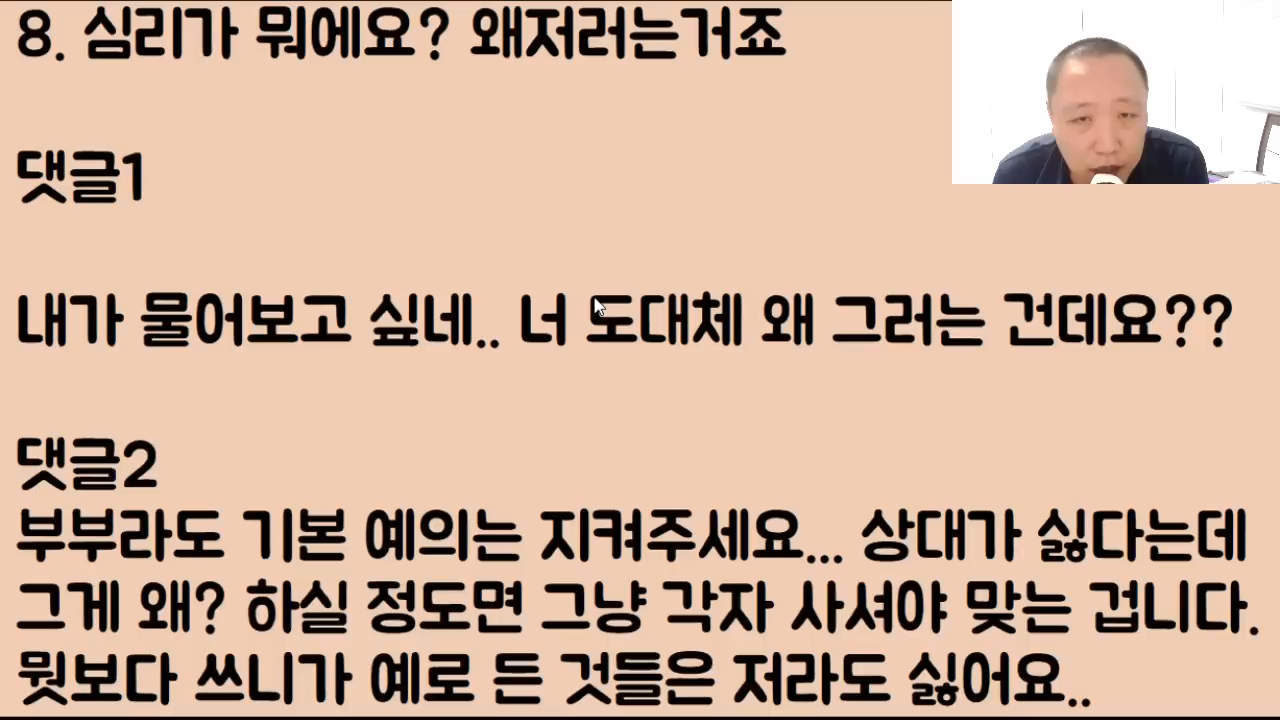 8. 심리가 뭐에요? 왜저러는거죠
댓글1
내가 물어보고 싶네.. 너 도대체 왜 그러는 건데요??
댓글2
부부라도 기본 예의는 지켜주세요... 상대가 싫다는데
그게 왜? 하실 정도면 그냥 각자 사셔야 맞는 겁니다.
뭣보다 쓰니가 예로 든 것들은 저라도 싫어요..